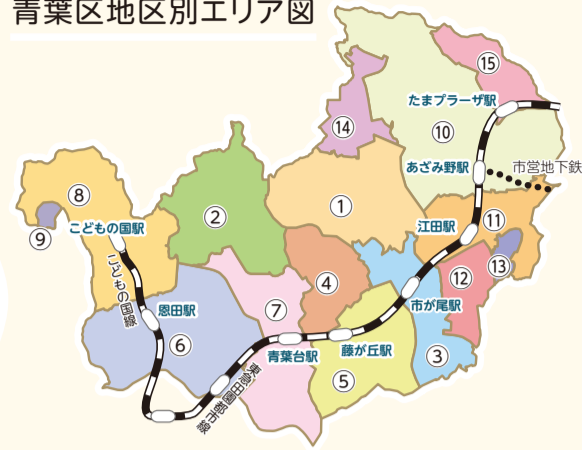 青葉区地区別エリア図
⑮
たまプラーザ駅
⑭
⑩
あざみ野駅
市営地下鉄
⑧
⑨
こどもの国駅
②
①
江田駅
⑪
こどもの国線
④
⑬
⑫
恩田駅
⑦
市が尾駅
⑥
青葉台駅
藤が丘駅
③
⑤
東急田園都市線